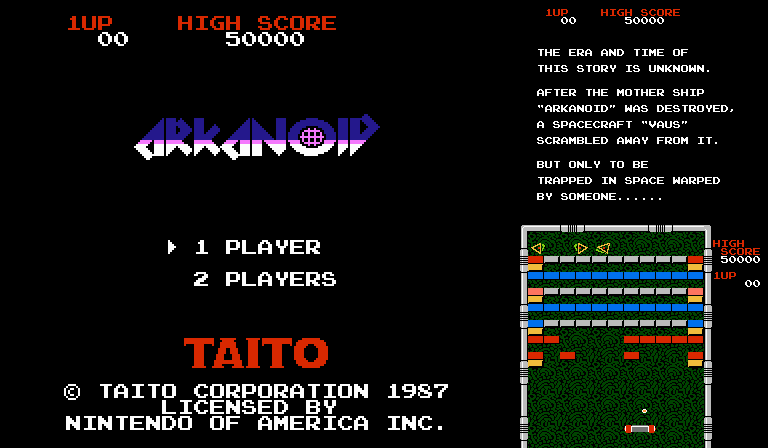 1UP HIGH SCORE
00 50000
ARKANOID
1 PLAYER
2 PLAYERS
TAITO
© TAITO CORPORATION 1987
LICENSED BY
NINTENDO OF AMERICA INC.
1UP HIGH SCORE
00 50000
THE ERA AND TIME OF
THIS STORY IS UNKNOWN.
AFTER THE MOTHER SHIP
"ARKANOID" WAS DESTROYED,
A SPACECRAFT "VAUS"
SCRAMBLED AWAY FROM IT.
BUT ONLY TO BE
TRAPPED IN SPACE WARPED
BY SOMEONE......
HIGH
SCORE
50000
1UP
00